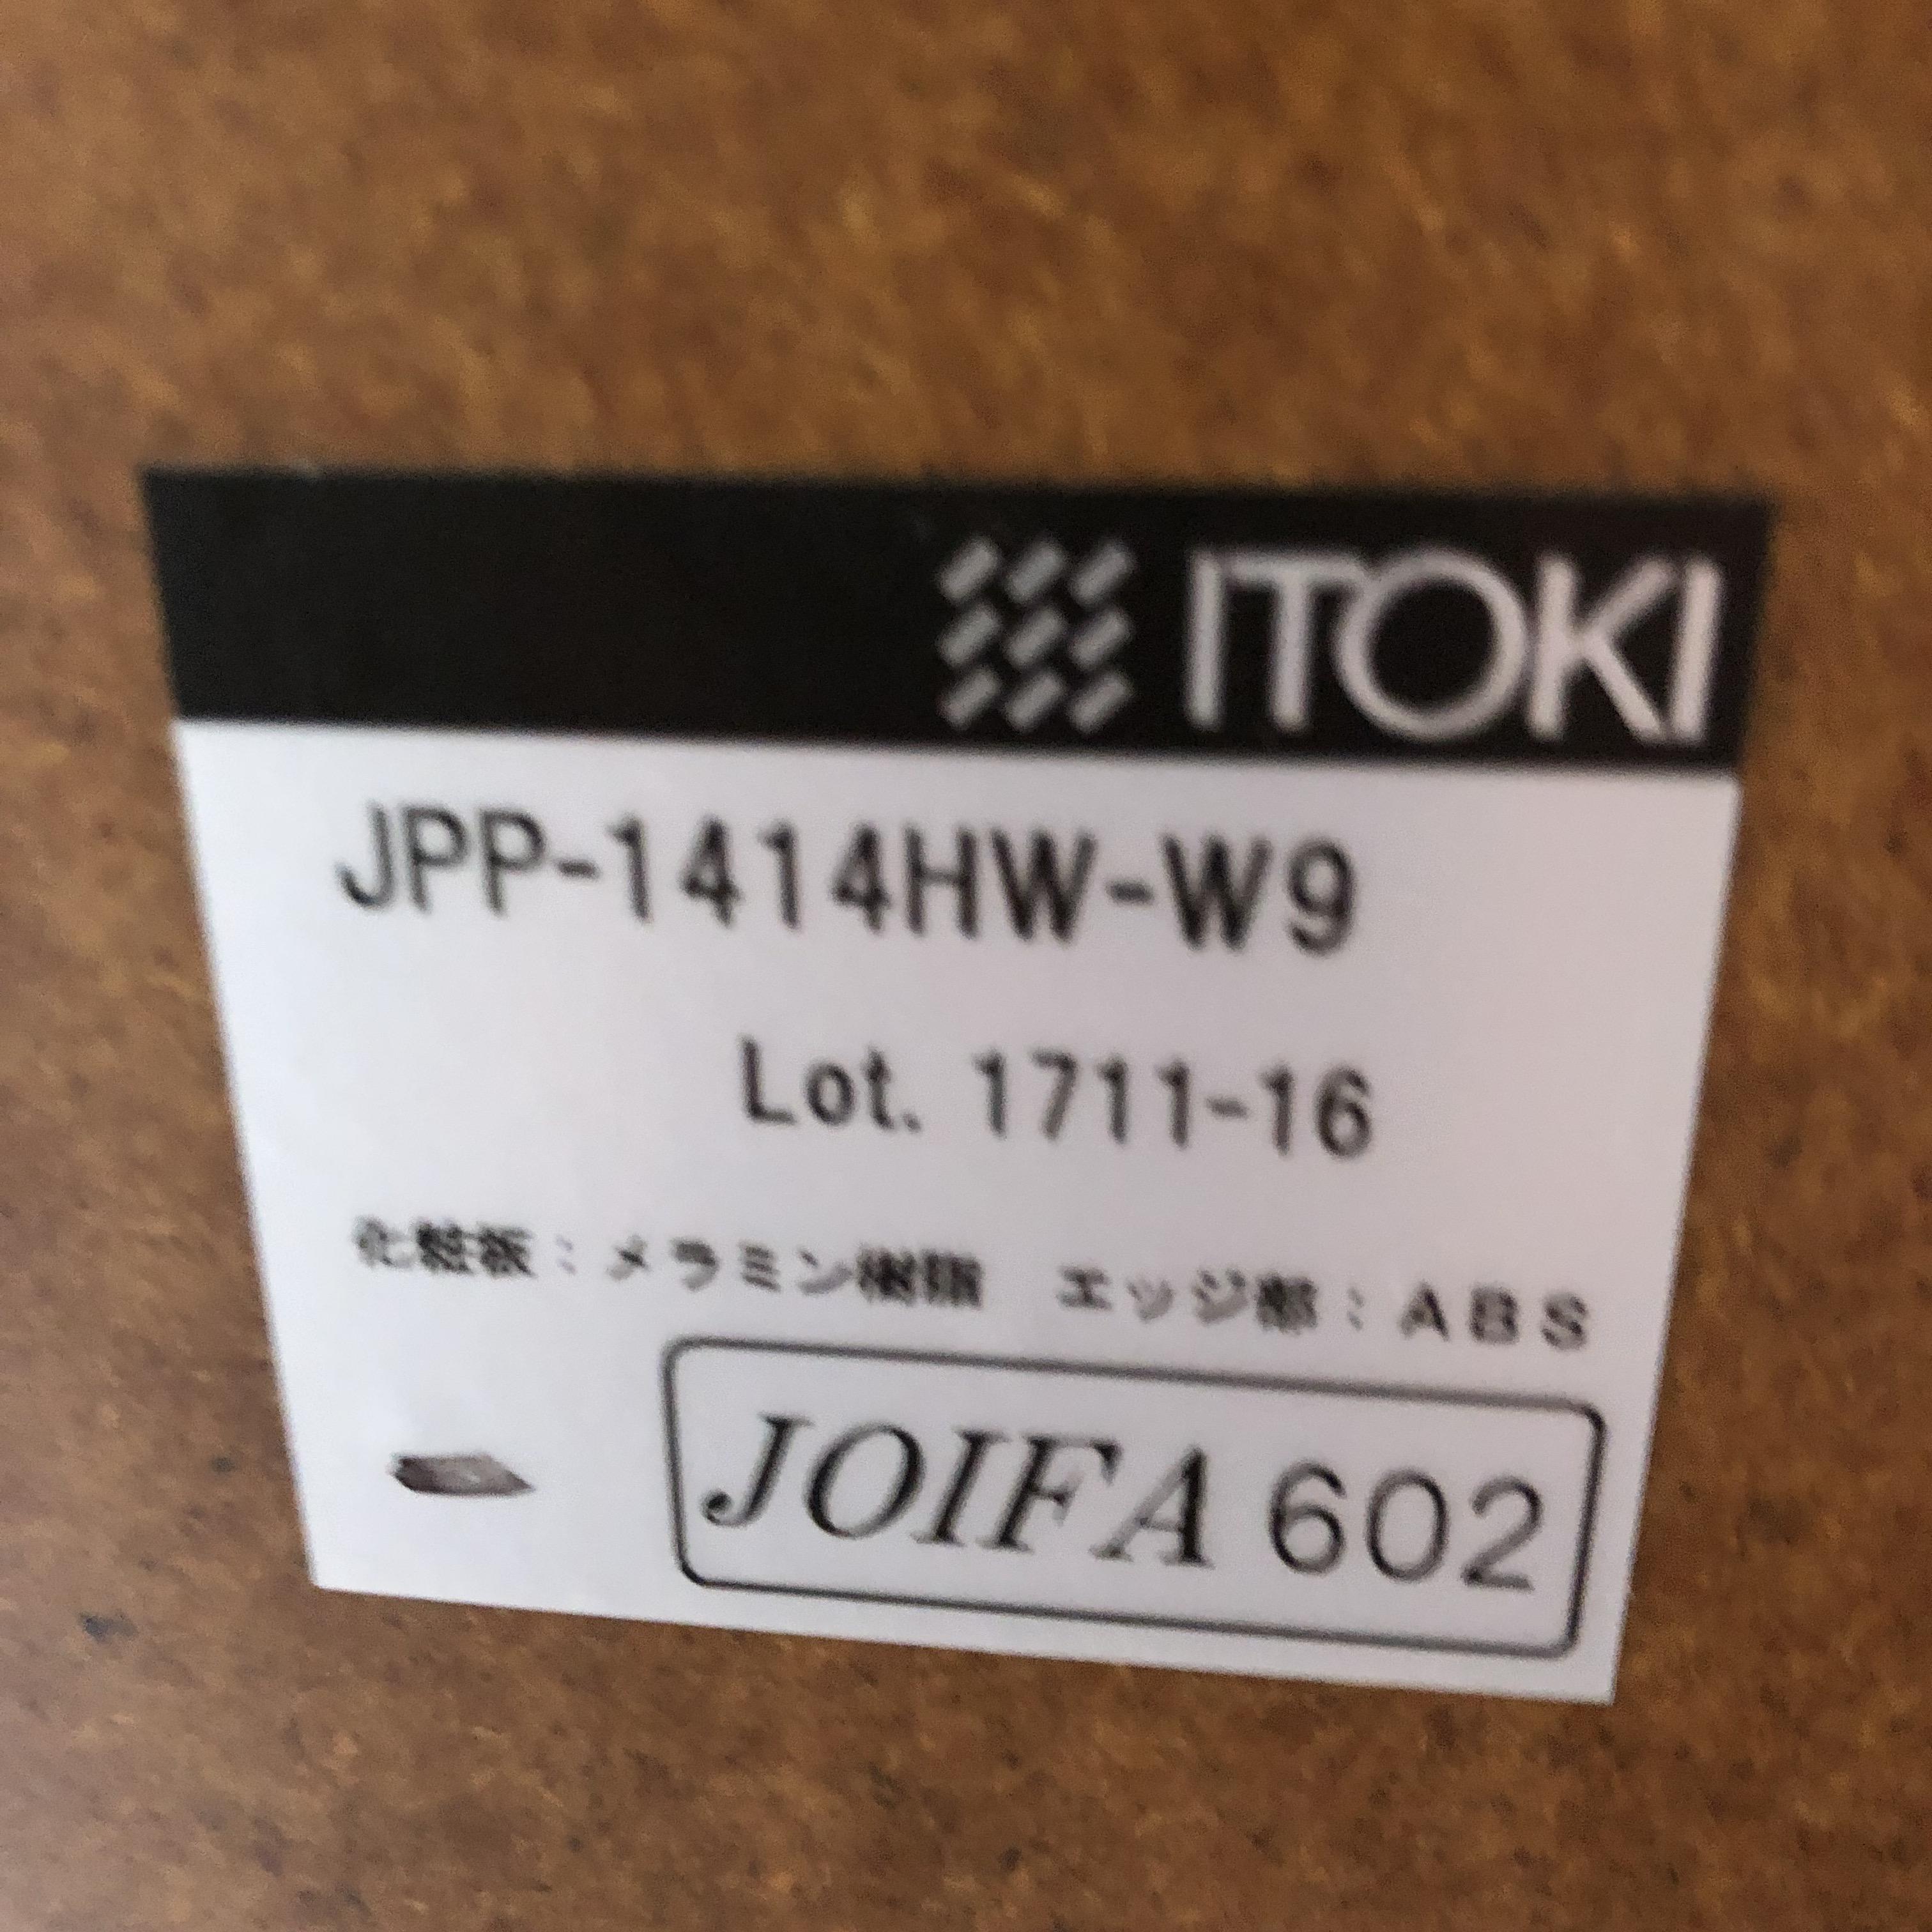 ITOKI
JPP-1414HW-W9
Lot. 1711-16
化粧板：メラミン樹脂　エッジ部：ＡＢＳ
JOIFA 602